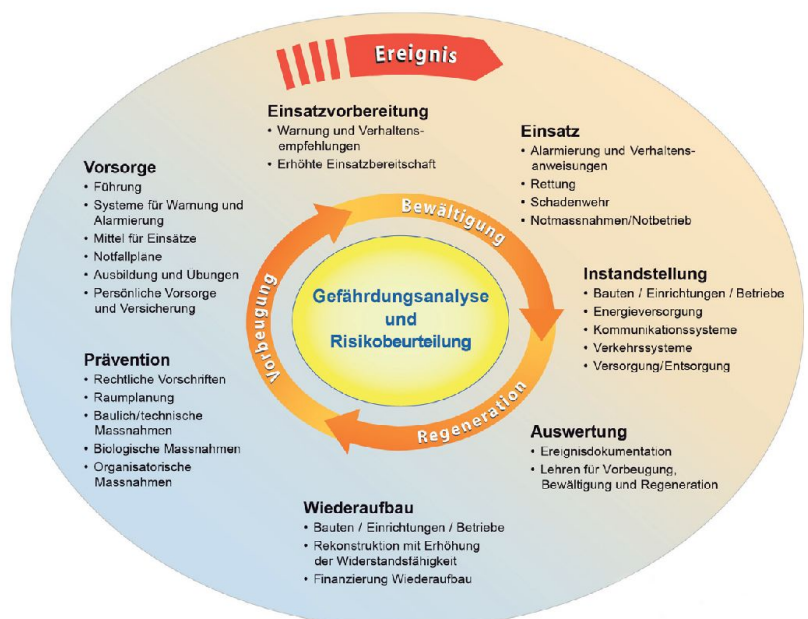 Ereignis
Einsatzvorbereitung
• Warnung und Verhaltens-
empfehlungen
• Erhöhte Einsatzbereitschaft
Einsatz
• Alarmierung und Verhaltens-
anweisungen
• Rettung
• Schadenwehr
• Notmassnahmen/Notbetrieb
Instandstellung
• Bauten / Einrichtungen / Betriebe
• Energieversorgung
• Kommunikationssysteme
• Verkehrssysteme
• Versorgung/Entsorgung
Auswertung
• Ereignisdokumentation
• Lehren für Vorbeugung,
Bewältigung und Regeneration
Wiederaufbau
• Bauten / Einrichtungen / Betriebe
• Rekonstruktion mit Erhöhung
der Widerstandsfähigkeit
• Finanzierung Wiederaufbau
Prävention
• Rechtliche Vorschriften
• Raumplanung
• Baulich/technische
Massnahmen
• Biologische Massnahmen
• Organisatorische
Massnahmen
Vorsorge
• Führung
• Systeme für Warnung und
Alarmierung
• Mittel für Einsätze
• Notfallpläne
• Ausbildung und Übungen
• Persönliche Vorsorge
und Versicherung
Bewältigung
Regeneration
Vorbeugung
Gefährdungsanalyse
und
Risikobeurteilung